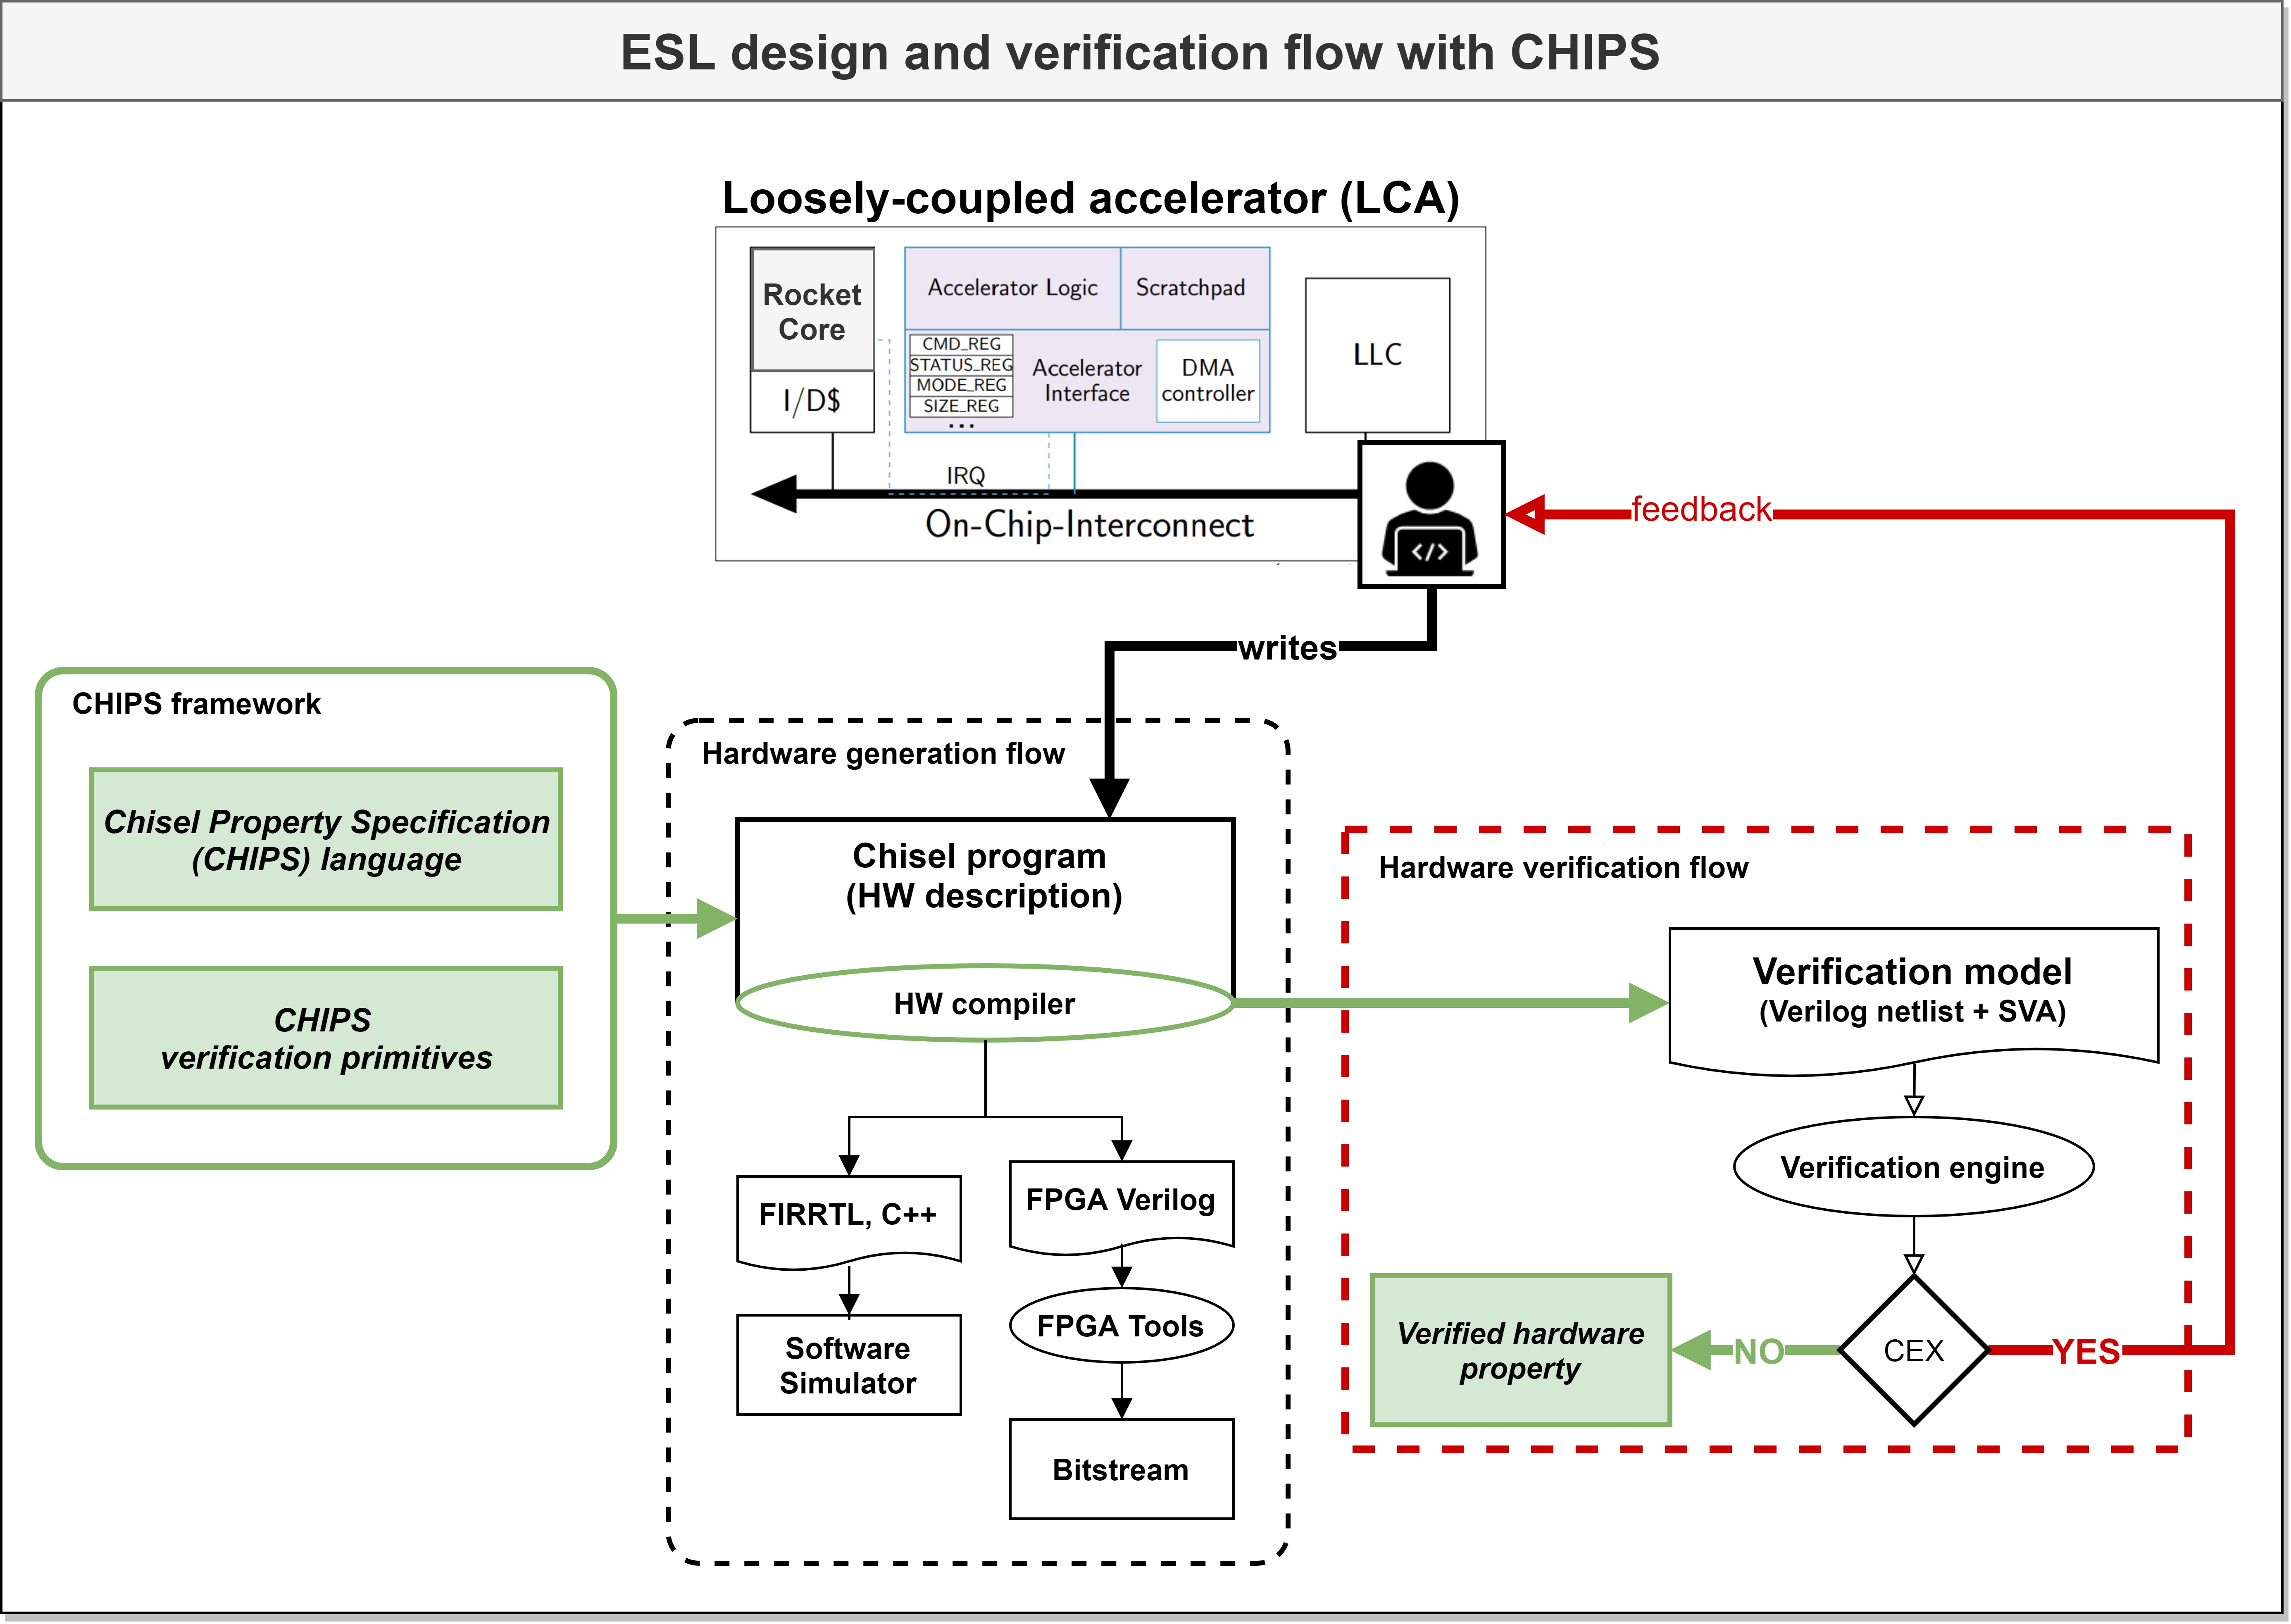 ESL design and verification flow with CHIPS
Loosely-coupled accelerator (LCA)
Rocket
Core
I/D$
Accelerator Logic
Scratchpad
CMD_REG
STATUS_REG
MODE_REG
SIZE_REG
...
Accelerator
Interface
DMA
controller
LLC
IRQ
On-Chip-Interconnect
</>
feedback
writes
CHIPS framework
Chisel Property Specification
(CHIPS) language
CHIPS
verification primitives
Hardware generation flow
Chisel program
(HW description)
HW compiler
FIRRTL, C++
Software
Simulator
FPGA Verilog
FPGA Tools
Bitstream
Hardware verification flow
Verification model
(Verilog netlist + SVA)
Verification engine
CEX
NO
YES
Verified hardware
property